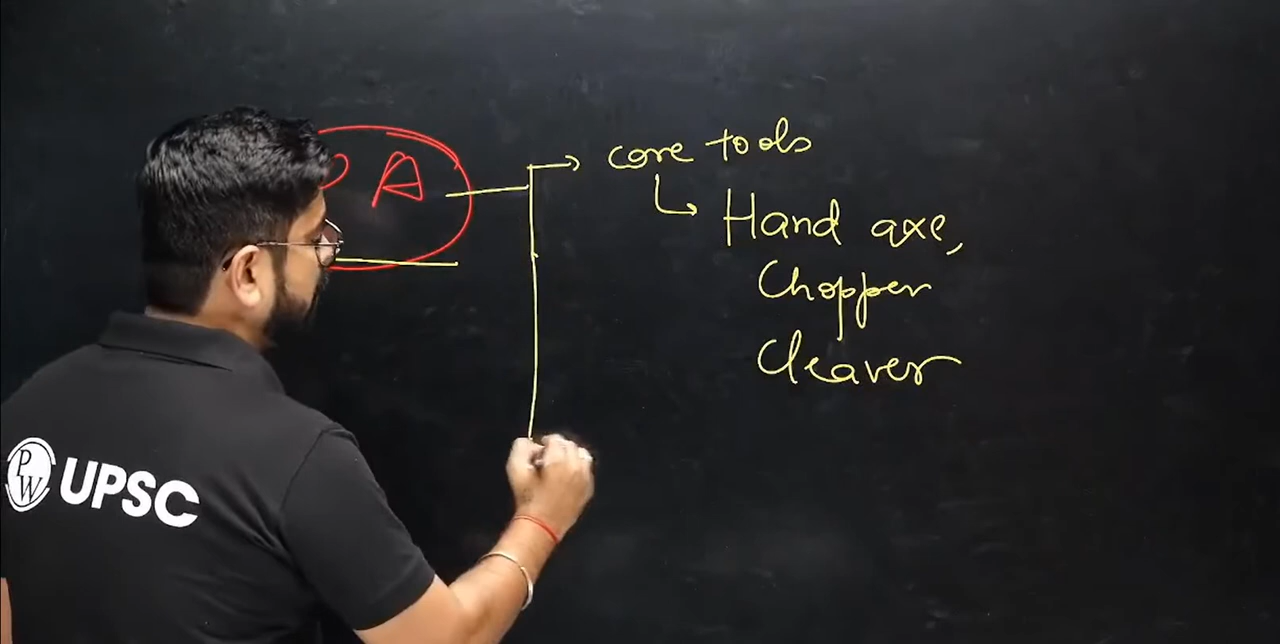 P A
core tools
Hand axe,
Chopper
Cleaver
PW UPSC